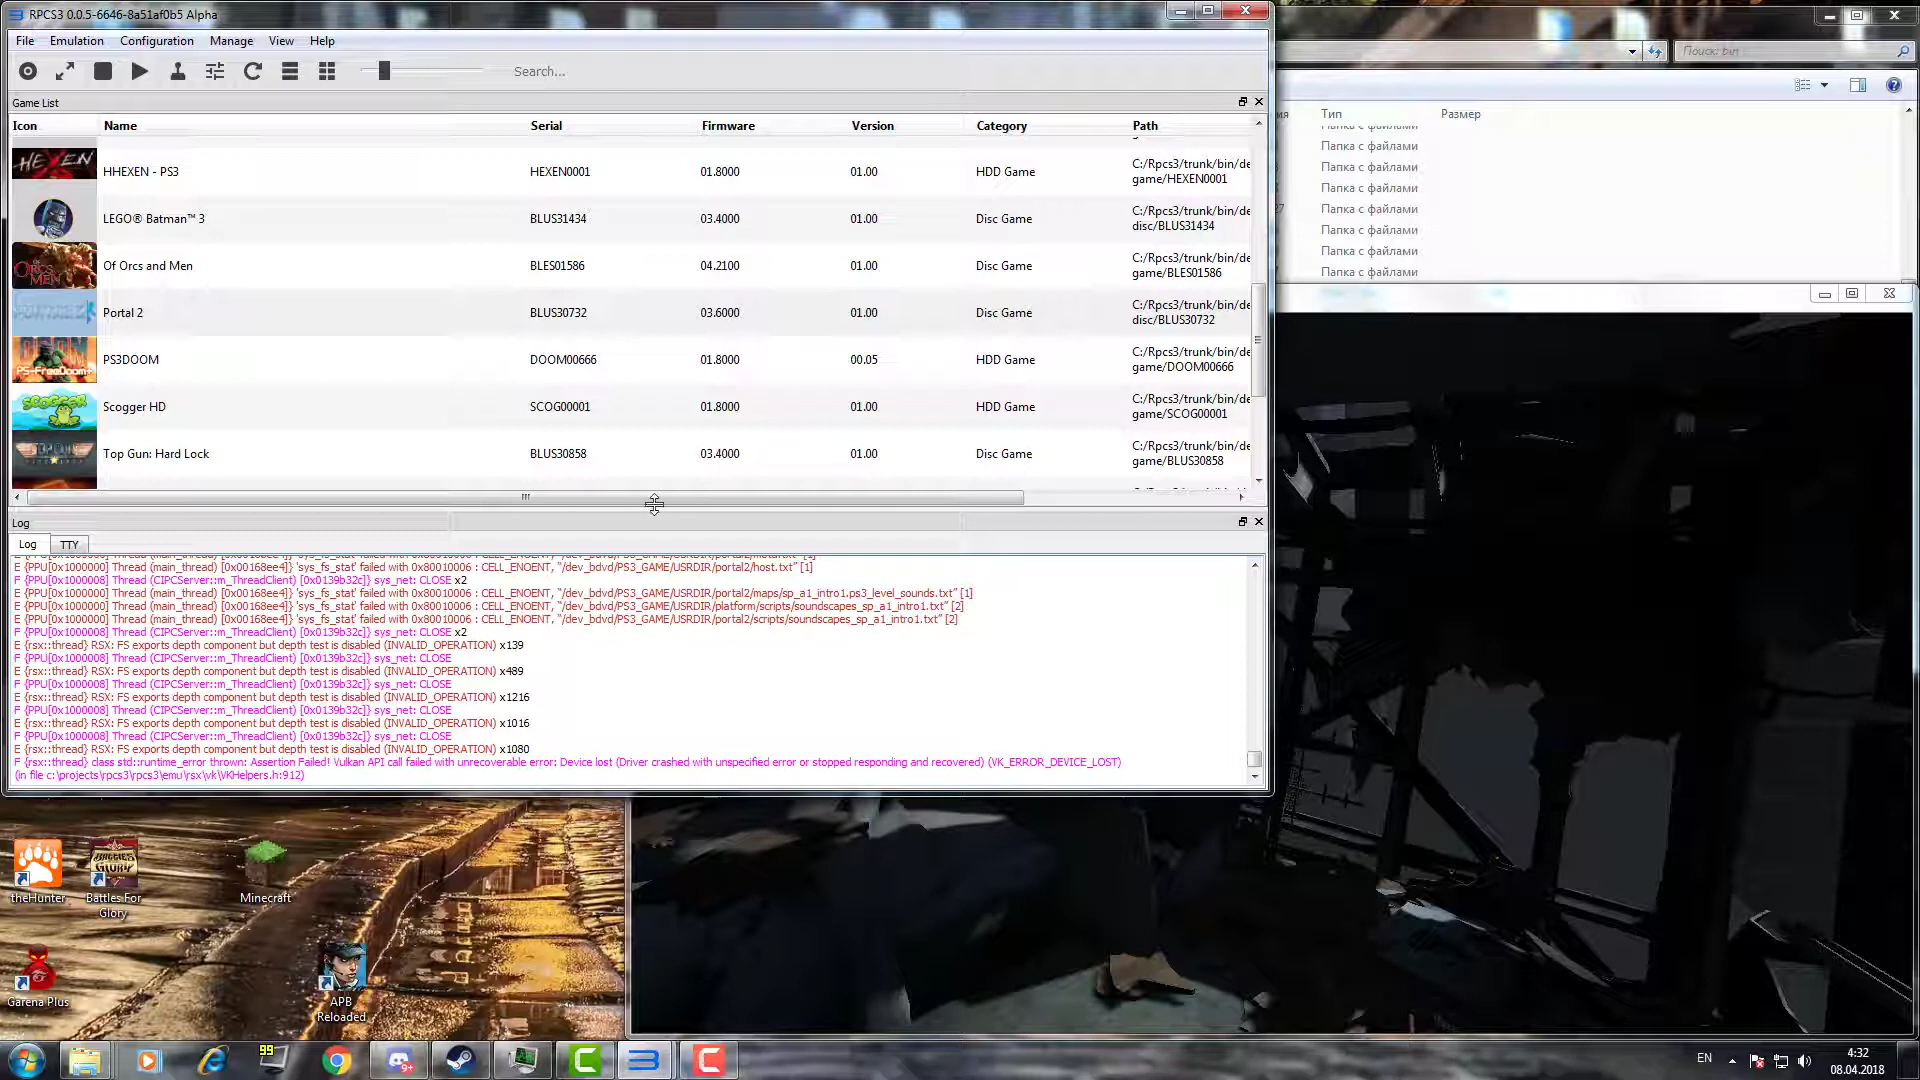 RPCS3 0.0.5-6646-8a51af0b5 Alpha
File Emulation Configuration Manage View Help
Search...
Game List
Icon Name Serial Firmware Version Category Path
HEXEN
HHEXEN - PS3 HEXEN0001 01.8000 01.00 HDD Game C:/Rpcs3/trunk/bin/de
game/HEXEN0001
LEGO® Batman™ 3 BLUS31434 03.4000 01.00 Disc Game C:/Rpcs3/trunk/bin/de
disc/BLUS31434
ORCS MEN
Of Orcs and Men BLES01586 04.2100 01.00 Disc Game C:/Rpcs3/trunk/bin/de
game/BLES01586
Portal 2 BLUS30732 03.6000 01.00 Disc Game C:/Rpcs3/trunk/bin/de
disc/BLUS30732
DOOM
PS-FreeDoom+
PS3DOOM DOOM00666 01.8000 00.05 HDD Game C:/Rpcs3/trunk/bin/de
game/DOOM00666
SCOGGER
Scogger HD SCOG00001 01.8000 01.00 HDD Game C:/Rpcs3/trunk/bin/de
game/SCOG00001
Top Gun: Hard Lock BLUS30858 03.4000 01.00 Disc Game C:/Rpcs3/trunk/bin/de
game/BLUS30858
Поиск: bin
ия Тип Размер
Папка с файлами
Папка с файлами
Папка с файлами
Папка с файлами
27 Папка с файлами
Папка с файлами
Папка с файлами
Папка с файлами
Log
Log TTY
E {PPU[0x1000000] Thread (main_thread) [0x00168ee4]} 'sys_fs_stat' failed with 0x80010006 : CELL_ENOENT, "/dev_bdvd/PS3_GAME/USRDIR/portal2/host.txt" [1]
F {PPU[0x1000008] Thread (CIPCServer::m_ThreadClient) [0x0139b32c]} sys_net: CLOSE x2
E {PPU[0x1000000] Thread (main_thread) [0x00168ee4]} 'sys_fs_stat' failed with 0x80010006 : CELL_ENOENT, "/dev_bdvd/PS3_GAME/USRDIR/portal2/maps/sp_a1_intro1.ps3_level_sounds.txt" [1]
E {PPU[0x1000000] Thread (main_thread) [0x00168ee4]} 'sys_fs_stat' failed with 0x80010006 : CELL_ENOENT, "/dev_bdvd/PS3_GAME/USRDIR/platform/scripts/soundscapes_sp_a1_intro1.txt" [2]
E {PPU[0x1000000] Thread (main_thread) [0x00168ee4]} 'sys_fs_stat' failed with 0x80010006 : CELL_ENOENT, "/dev_bdvd/PS3_GAME/USRDIR/portal2/scripts/soundscapes_sp_a1_intro1.txt" [2]
F {PPU[0x1000008] Thread (CIPCServer::m_ThreadClient) [0x0139b32c]} sys_net: CLOSE x2
E {rsx::thread} RSX: FS exports depth component but depth test is disabled (INVALID_OPERATION) x139
F {PPU[0x1000008] Thread (CIPCServer::m_ThreadClient) [0x0139b32c]} sys_net: CLOSE
E {rsx::thread} RSX: FS exports depth component but depth test is disabled (INVALID_OPERATION) x489
F {PPU[0x1000008] Thread (CIPCServer::m_ThreadClient) [0x0139b32c]} sys_net: CLOSE
E {rsx::thread} RSX: FS exports depth component but depth test is disabled (INVALID_OPERATION) x1216
F {PPU[0x1000008] Thread (CIPCServer::m_ThreadClient) [0x0139b32c]} sys_net: CLOSE
E {rsx::thread} RSX: FS exports depth component but depth test is disabled (INVALID_OPERATION) x1016
F {PPU[0x1000008] Thread (CIPCServer::m_ThreadClient) [0x0139b32c]} sys_net: CLOSE
E {rsx::thread} RSX: FS exports depth component but depth test is disabled (INVALID_OPERATION) x1080
F {rsx::thread} class std::runtime_error thrown: Assertion Failed! Vulkan API call failed with unrecoverable error: Device lost (Driver crashed with unspecified error or stopped responding and recovered) (VK_ERROR_DEVICE_LOST)
(in file c:\projects\rpcs3\rpcs3\emu\rsx\vk\VKHelpers.h:912)
theHunter
Battles For
Glory
Minecraft
Garena Plus
APB
Reloaded
99
9+
EN
4:32
08.04.2018